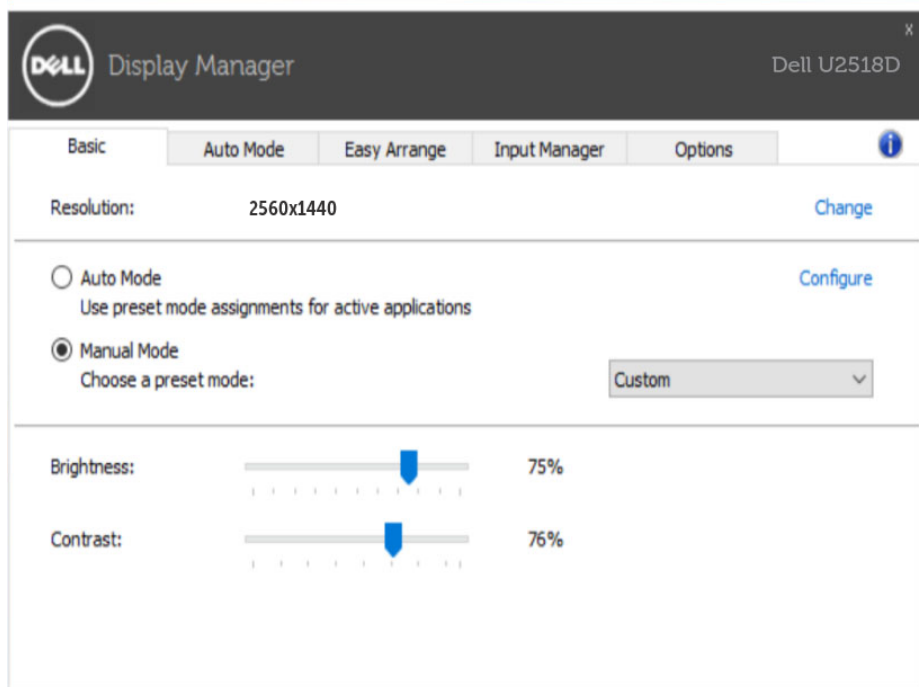 x
DELL Display Manager Dell U2518D
Basic Auto Mode Easy Arrange Input Manager Options i
Resolution: 2560x1440 Change
Auto Mode Configure
Use preset mode assignments for active applications
Manual Mode
Choose a preset mode: Custom
Brightness: 75%
Contrast: 76%